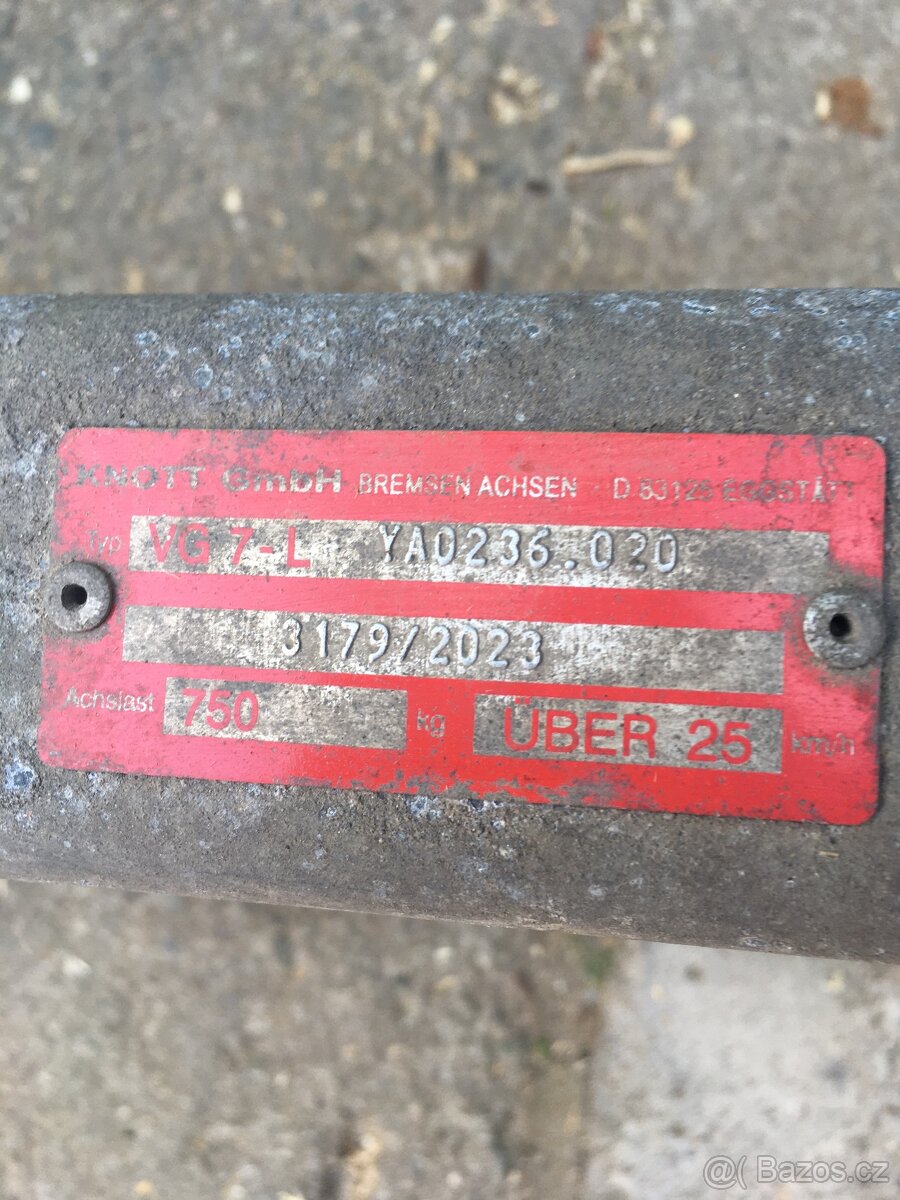 KNOTT GmbH BREMSEN ACHSEN · D 83125 EGGSTÄTT
Typ VG 7-L YA0236.020
3179/2023
Achslast 750 kg ÜBER 25 km/h
@( Bazos.cz